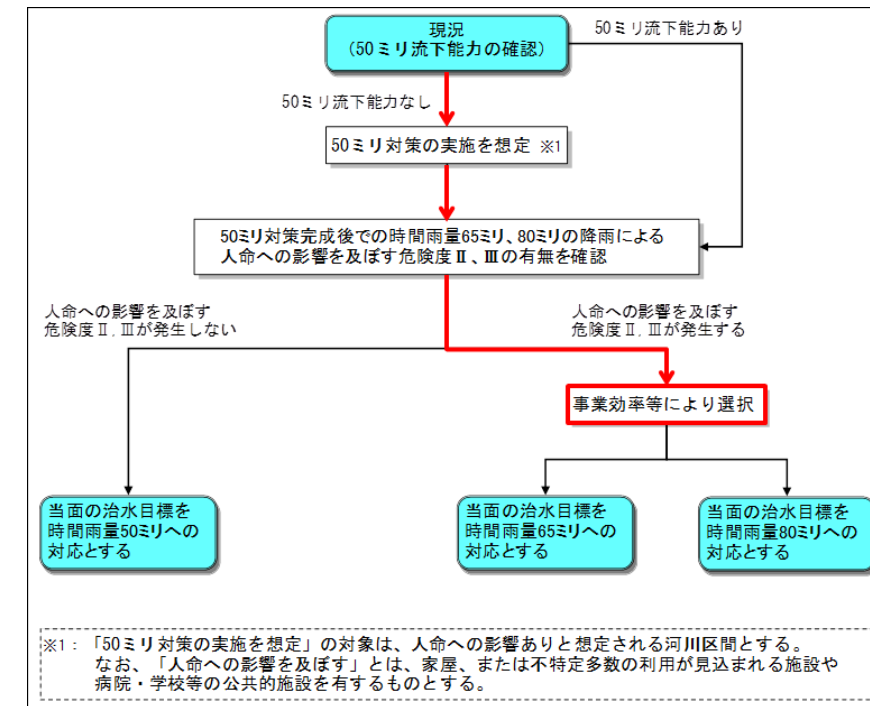 現況
(50ミリ流下能力の確認)
50ミリ流下能力あり
50ミリ流下能力なし
50ミリ対策の実施を想定 ※1
50ミリ対策完成後での時間雨量65ミリ、80ミリの降雨による
人命への影響を及ぼす危険度Ⅱ、Ⅲの有無を確認
人命への影響を及ぼす
危険度Ⅱ,Ⅲが発生しない
人命への影響を及ぼす
危険度Ⅱ,Ⅲが発生する
事業効率等により選択
当面の治水目標を
時間雨量50ミリへの
対応とする
当面の治水目標を
時間雨量65ミリへの
対応とする
当面の治水目標を
時間雨量80ミリへの
対応とする
※1：「50ミリ対策の実施を想定」の対象は、人命への影響ありと想定される河川区間とする。
なお、「人命への影響を及ぼす」とは、家屋、または不特定多数の利用が見込まれる施設や
病院・学校等の公共的施設を有するものとする。